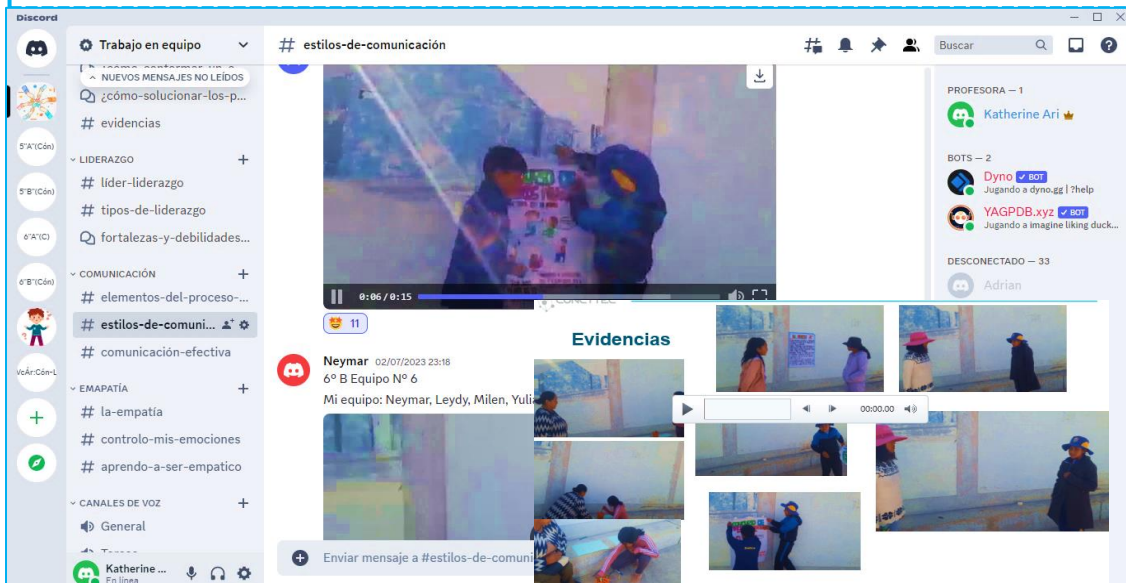 Discord
Trabajo en equipo
NUEVOS MENSAJES NO LEÍDOS
¿cómo-solucionar-los-p...
# evidencias
5°"A"(Cón)
5°"B"(Cón)
6°"A"(C)
6°"B"(Cón)
LIDERAZGO +
# líder-liderazgo
# tipos-de-liderazgo
fortalezas-y-debilidades...
COMUNICACIÓN +
# elementos-del-proceso-...
# estilos-de-comuni...
# comunicación-efectiva
EMAPATÍA +
# la-empatía
# controlo-mis-emociones
# aprendo-a-ser-empatico
CANALES DE VOZ +
General
Katherine ...
En línea
# estilos-de-comunicación
0:06/0:15
11
Neymar 02/07/2023 23:18
6º B Equipo Nº 6
Mi equipo: Neymar, Leydy, Milen,
Enviar mensaje a #estilos-de-comuni
Evidencias
00:00.00
Buscar
PROFESORA — 1
Katherine Ari
BOTS — 2
Dyno ✓ BOT
Jugando a dyno.gg | ?help
YAGPDB.xyz ✓ BOT
Jugando a imagine liking duck...
DESCONECTADO — 33
Adrian